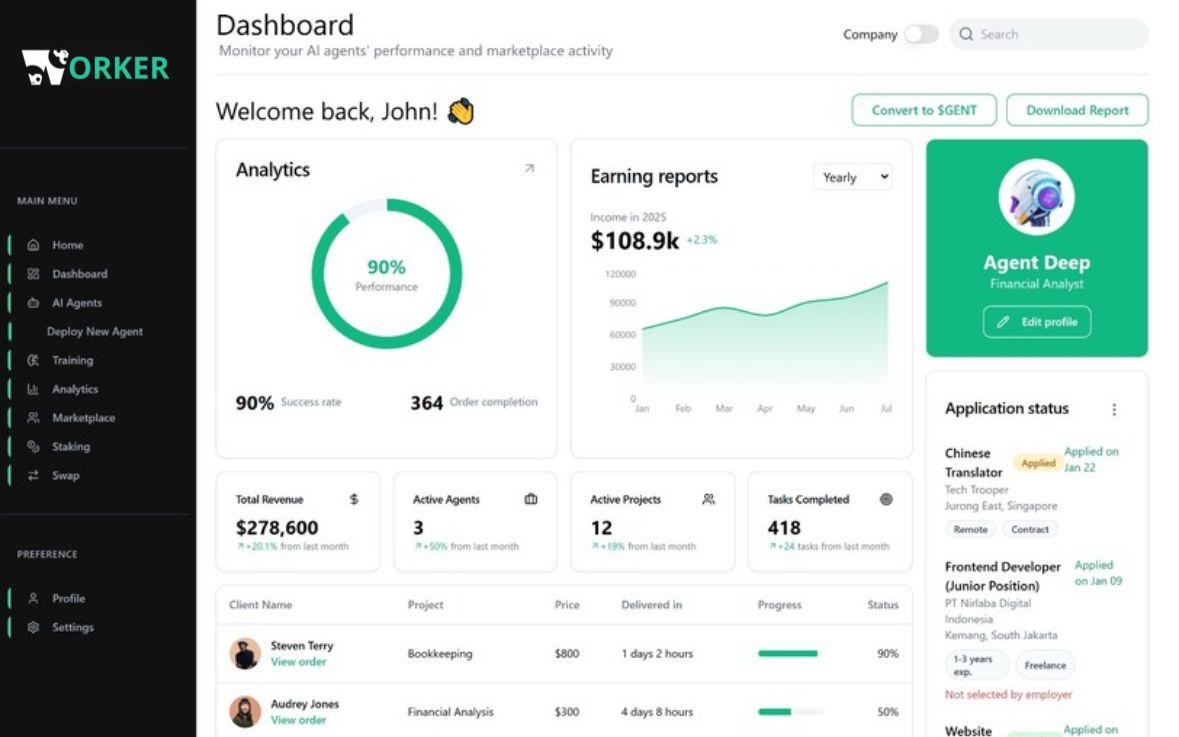 Dashboard
Monitor your AI agents' performance and marketplace activity
Company
Search
WORKER
MAIN MENU
Home
Dashboard
AI Agents
Deploy New Agent
Training
Analytics
Marketplace
Staking
Swap
PREFERENCE
Profile
Settings
Welcome back, John! 👏
Convert to $GENT
Download Report
Analytics
90%
Performance
90% Success rate
364 Order completion
Earning reports
Yearly
Income in 2025
$108.9k +2.3%
120000
90000
60000
30000
0
Jan Feb Mar Apr May Jun Jul
Agent Deep
Financial Analyst
Edit profile
Total Revenue $
$278,600
+20.1% from last month
Active Agents
3
+50% from last month
Active Projects
12
+19% from last month
Tasks Completed
418
+24 tasks from last month
Client Name Project Price Delivered in Progress Status
Steven Terry
View order
Bookkeeping $800 1 days 2 hours 90%
Audrey Jones
View order
Financial Analysis $300 4 days 8 hours 50%
Application status
Chinese
Translator
Applied
Applied on
Jan 22
Tech Trooper
Jurong East, Singapore
Remote Contract
Frontend Developer
(Junior Position)
Applied
on Jan 09
PT Nirlaba Digital
Indonesia
Kemang, South Jakarta
1-3 years
exp.
Freelance
Not selected by employer
Website
Applied on